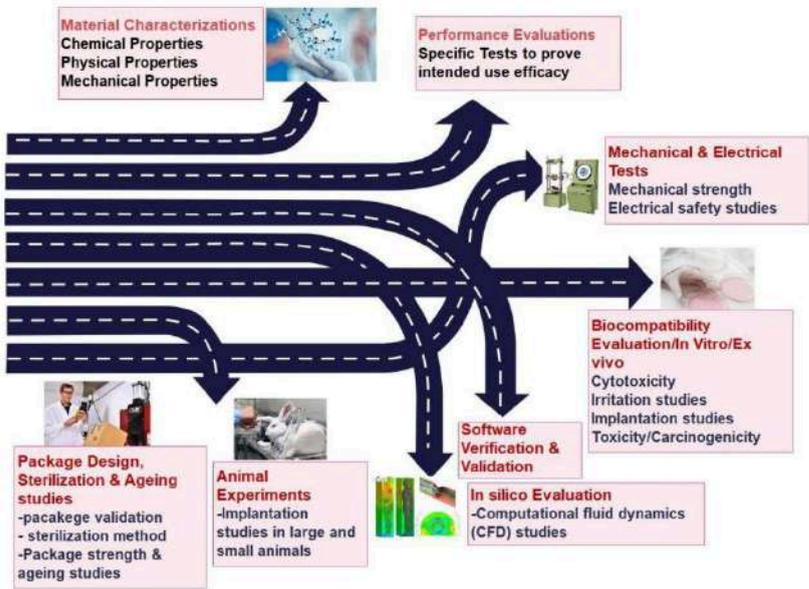 Material Characterizations
Chemical Properties
Physical Properties
Mechanical Properties
Performance Evaluations
Specific Tests to prove
intended use efficacy
Mechanical & Electrical
Tests
Mechanical strength
Electrical safety studies
Biocompatibility
Evaluation/In Vitro/Ex
vivo
Cytotoxicity
Irritation studies
Implantation studies
Toxicity/Carcinogenicity
Software
Verification &
Validation
In silico Evaluation
-Computational fluid dynamics
(CFD) studies
Animal
Experiments
-Implantation
studies in large and
small animals
Package Design,
Sterilization & Ageing
studies
-pacakege validation
- sterilization method
-Package strength &
ageing studies